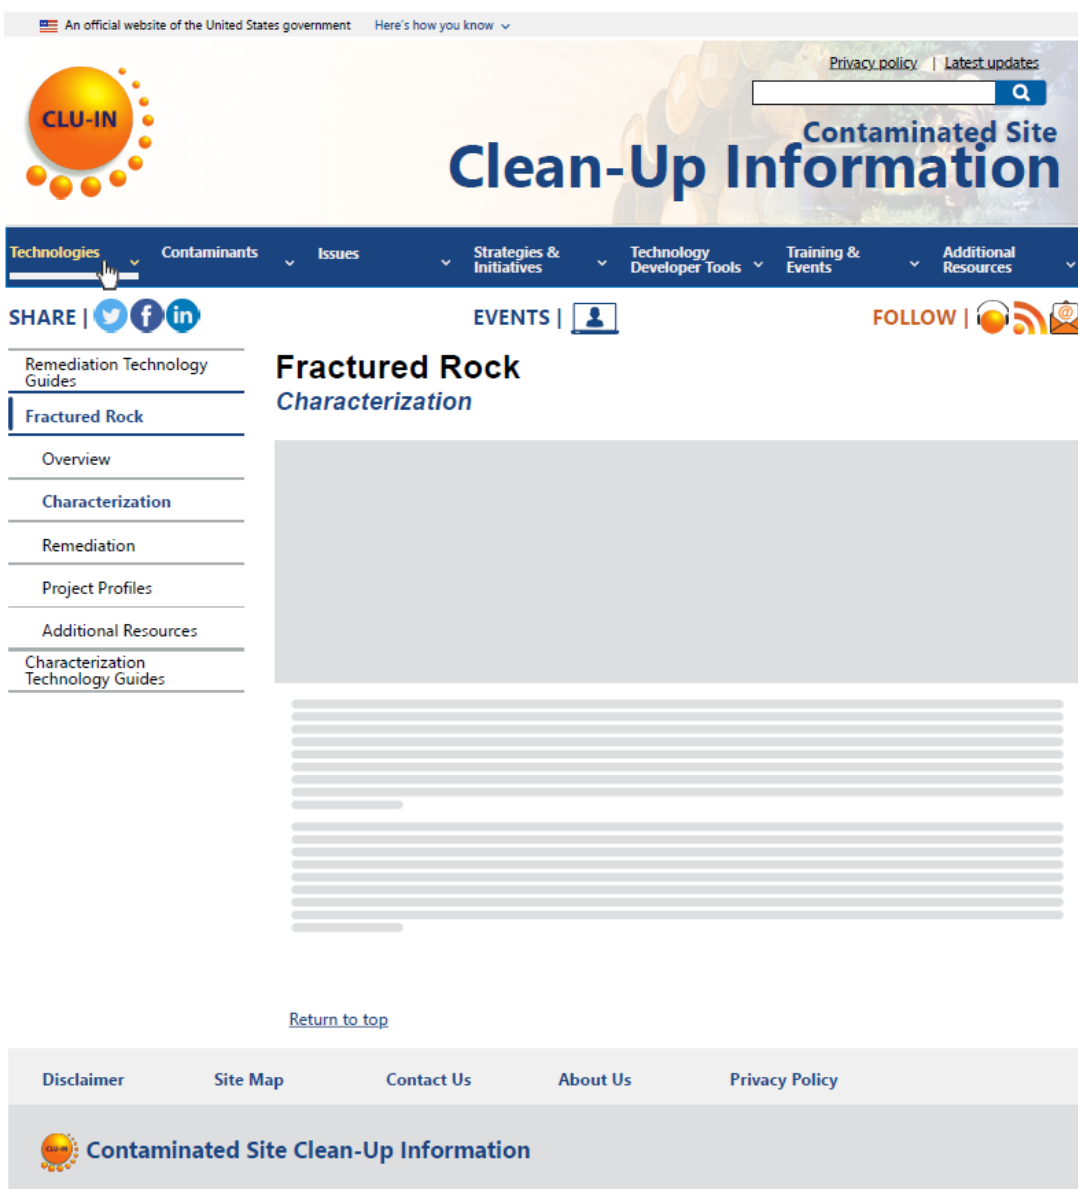 An official website of the United States government Here's how you know
Privacy policy | Latest updates
CLU-IN
Contaminated Site
Clean-Up Information
Technologies
Contaminants
Issues
Strategies &
Initiatives
Technology
Developer Tools
Training &
Events
Additional
Resources
SHARE |
EVENTS |
FOLLOW |
Remediation Technology
Guides
Fractured Rock
Overview
Characterization
Remediation
Project Profiles
Additional Resources
Characterization
Technology Guides
Fractured Rock
Characterization
Return to top
Disclaimer Site Map Contact Us About Us Privacy Policy
CLU-IN
Contaminated Site Clean-Up Information